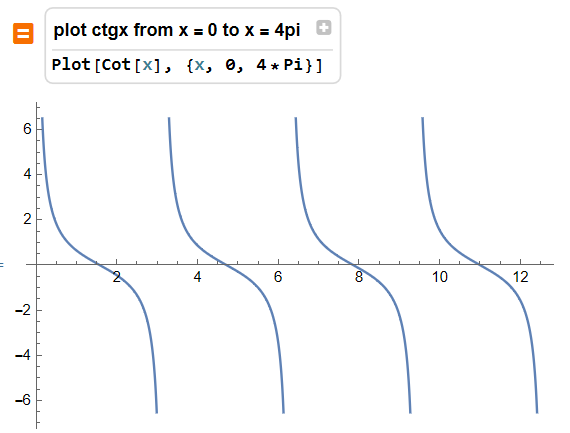 =
plot ctgx from x = 0 to x = 4pi
Plot[Cot[x], {x, 0, 4*Pi}]
6
4
2
2 4 6 8 10 12
-2
-4
-6